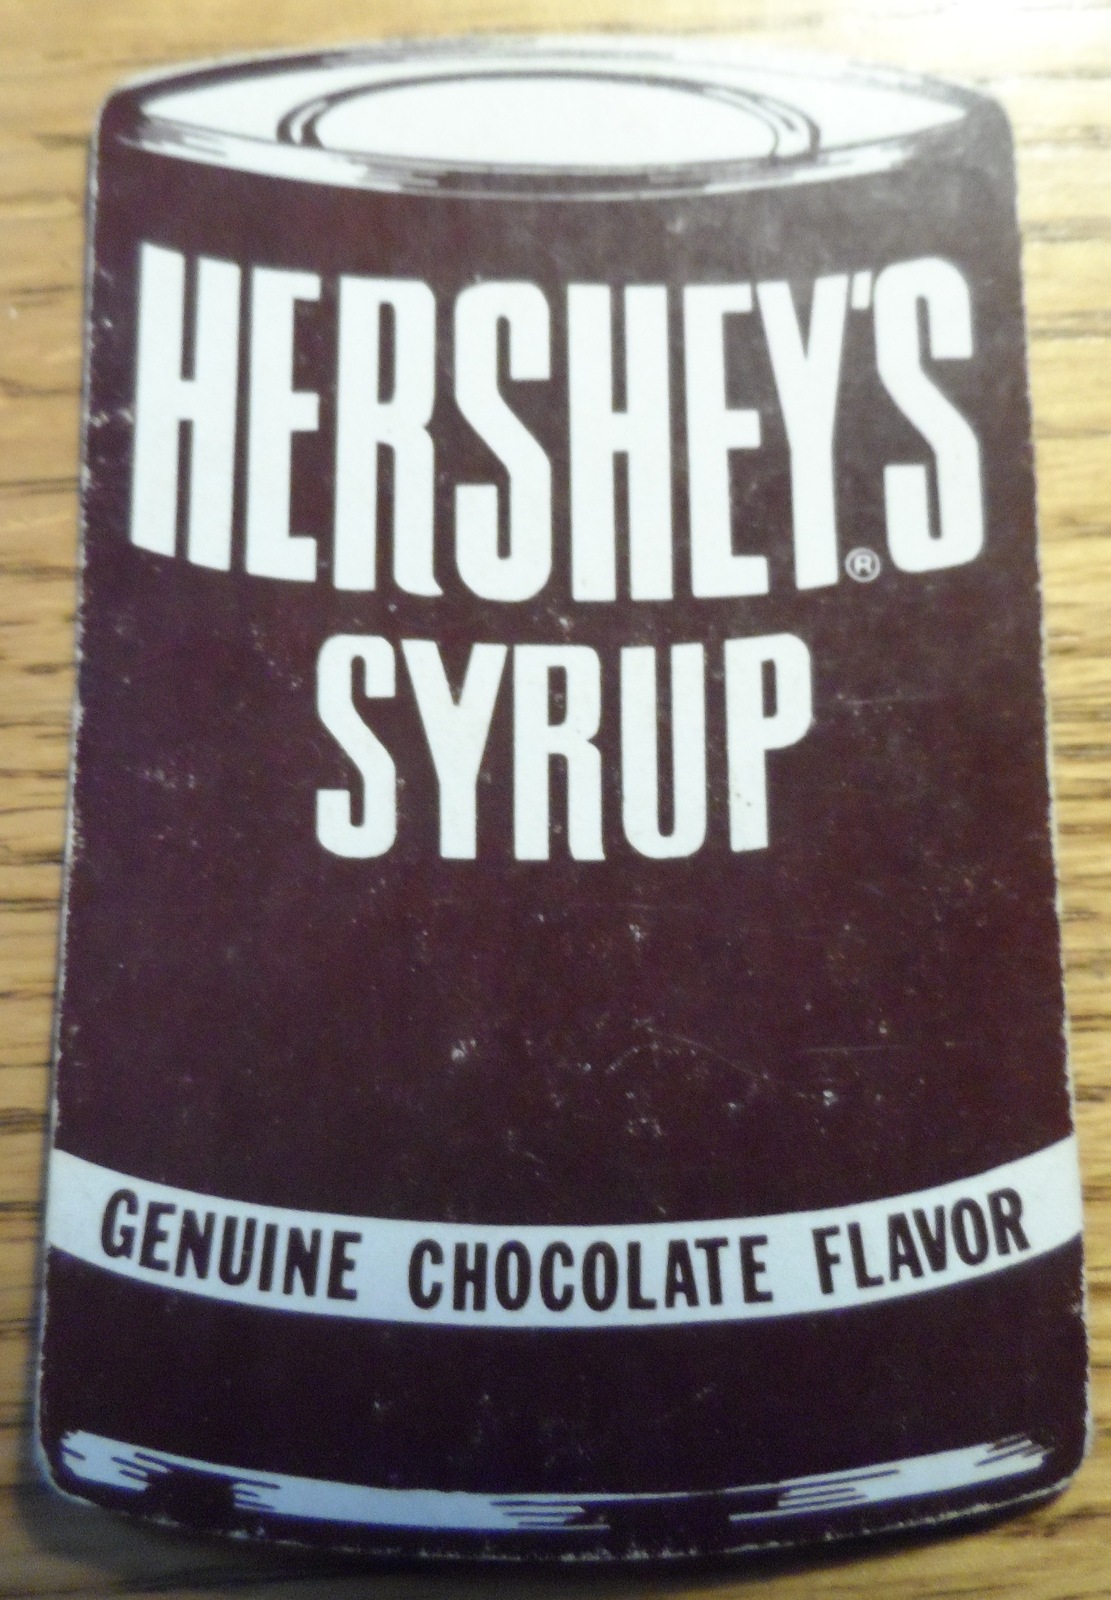 HERSHEY'S®
SYRUP
GENUINE CHOCOLATE FLAVOR